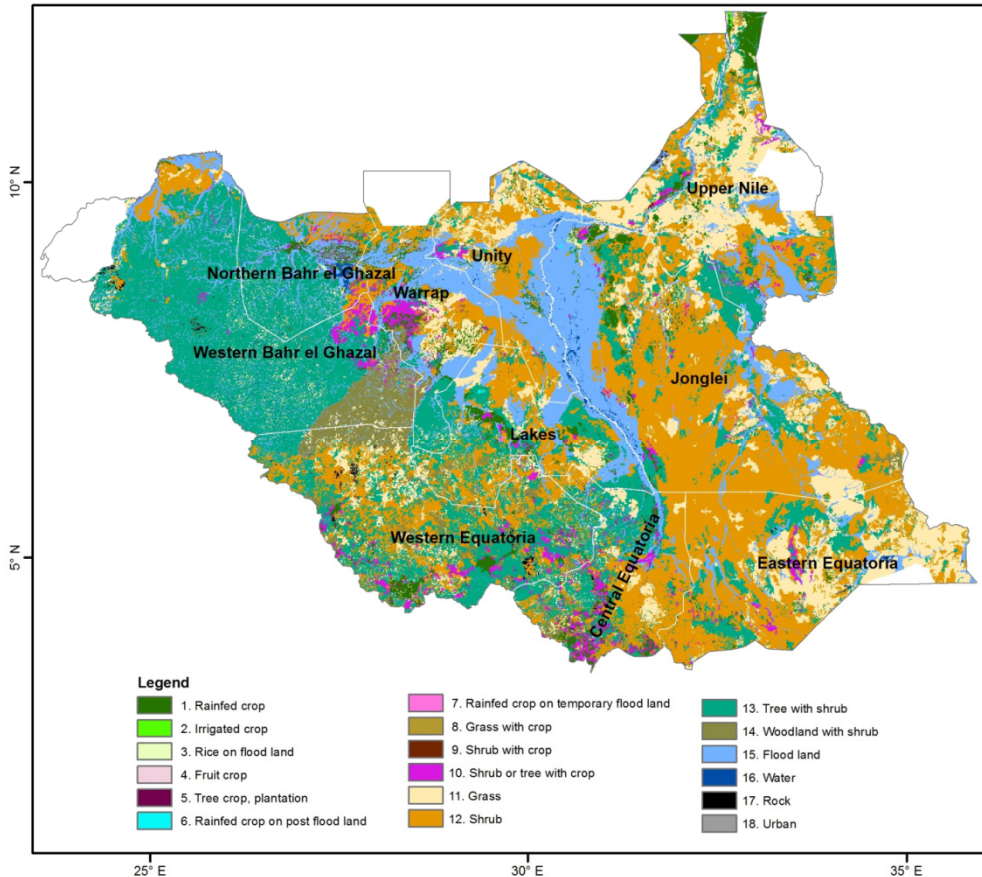 10° N
Upper Nile
Unity
Northern Bahr el Ghazal
Warrap
Western Bahr el Ghazal
Jonglei
Lakes
Western Equatoria
Central Equatoria
Eastern Equatoria
5° N
Legend
1. Rainfed crop
2. Irrigated crop
3. Rice on flood land
4. Fruit crop
5. Tree crop, plantation
6. Rainfed crop on post flood land
7. Rainfed crop on temporary flood land
8. Grass with crop
9. Shrub with crop
10. Shrub or tree with crop
11. Grass
12. Shrub
13. Tree with shrub
14. Woodland with shrub
15. Flood land
16. Water
17. Rock
18. Urban
25° E
30° E
35° E